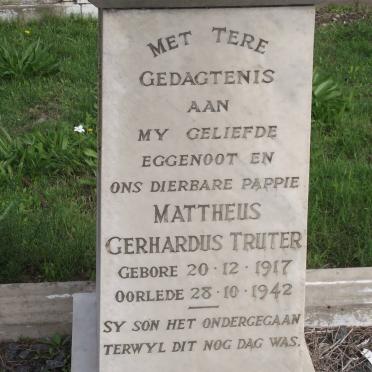 MET TERE
GEDAGTENIS
AAN
MY GELIEFDE
EGGENOOT EN
ONS DIERBARE PAPPIE
MATTHEUS
GERHARDUS TRUTER
GEBORE 20·12·1917
OORLEDE 28·10·1942
SY SON HET ONDERGEGAAN
TERWYL DIT NOG DAG WAS.